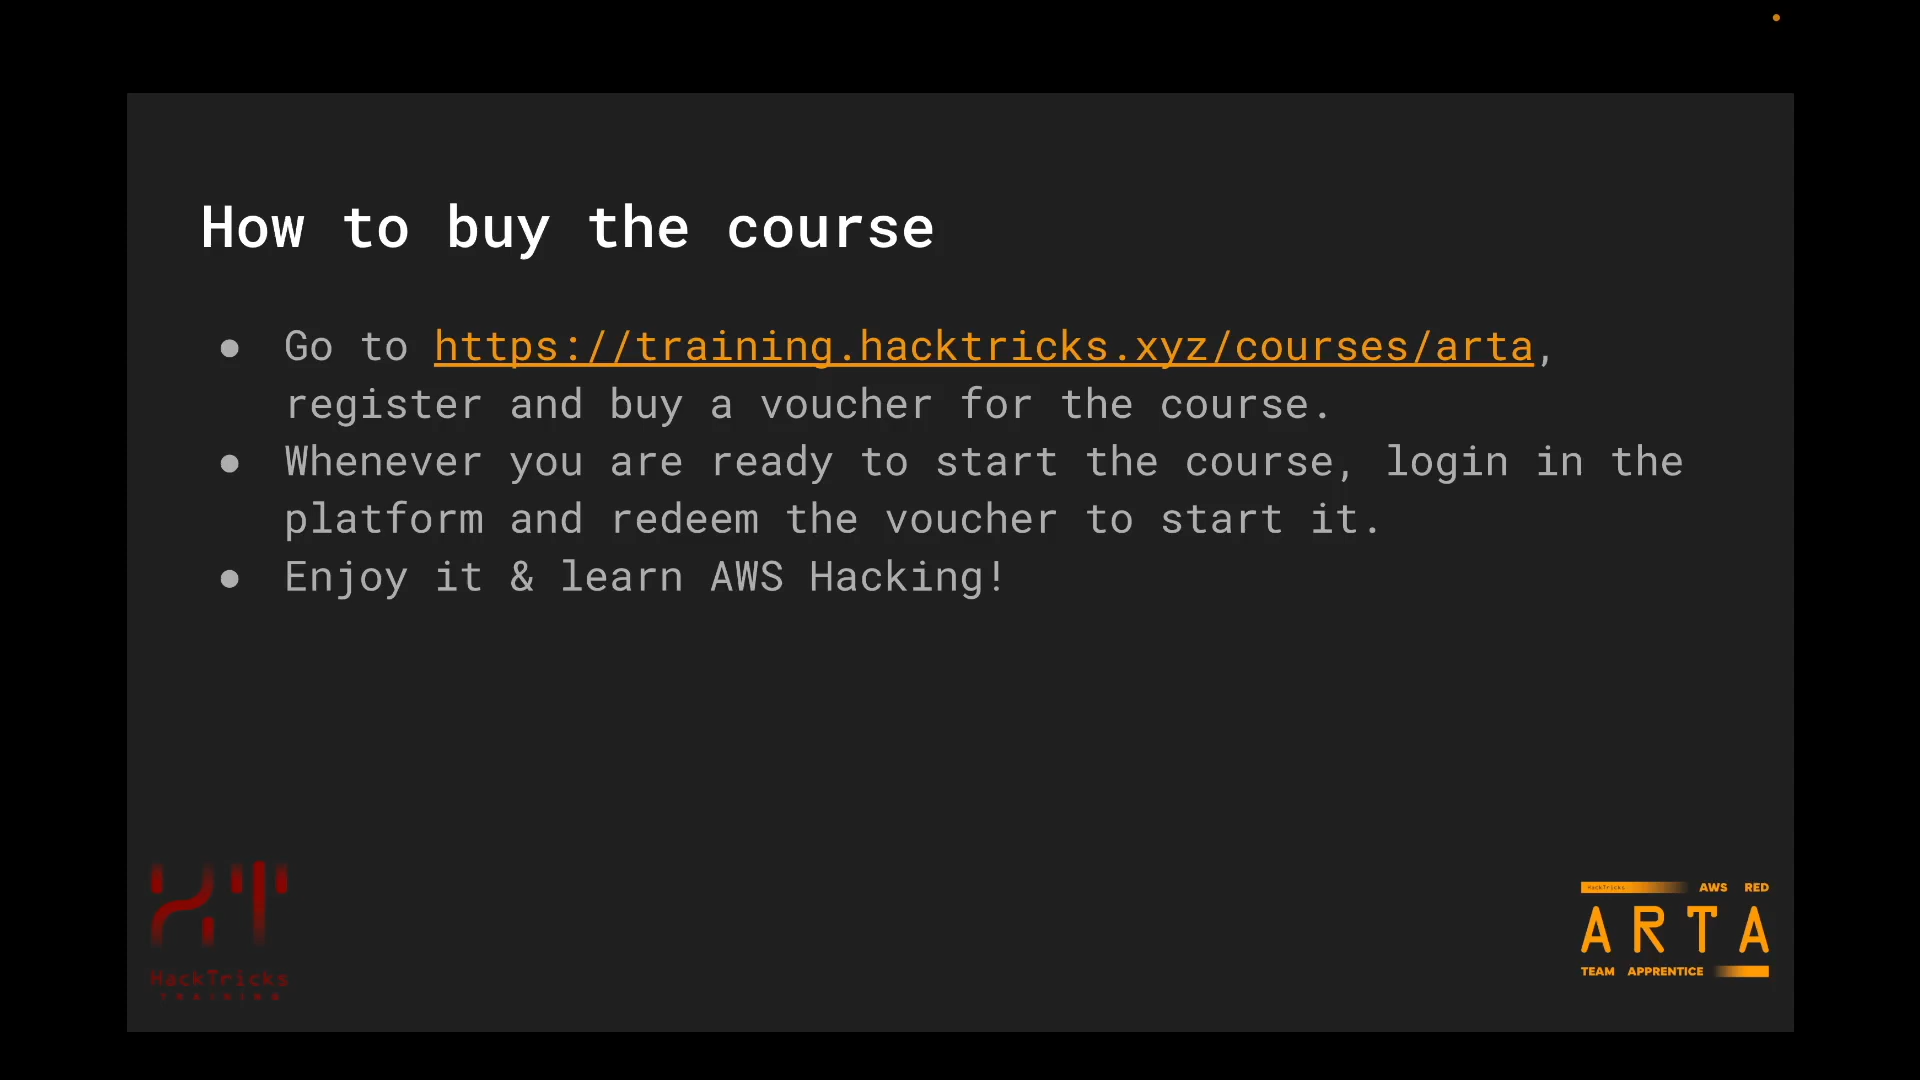 How to buy the course
● Go to https://training.hacktricks.xyz/courses/arta,
register and buy a voucher for the course.
● Whenever you are ready to start the course, login in the
platform and redeem the voucher to start it.
● Enjoy it & learn AWS Hacking!
HackTricks
TRAINING
HackTricks AWS RED
ARTA
TEAM APPRENTICE